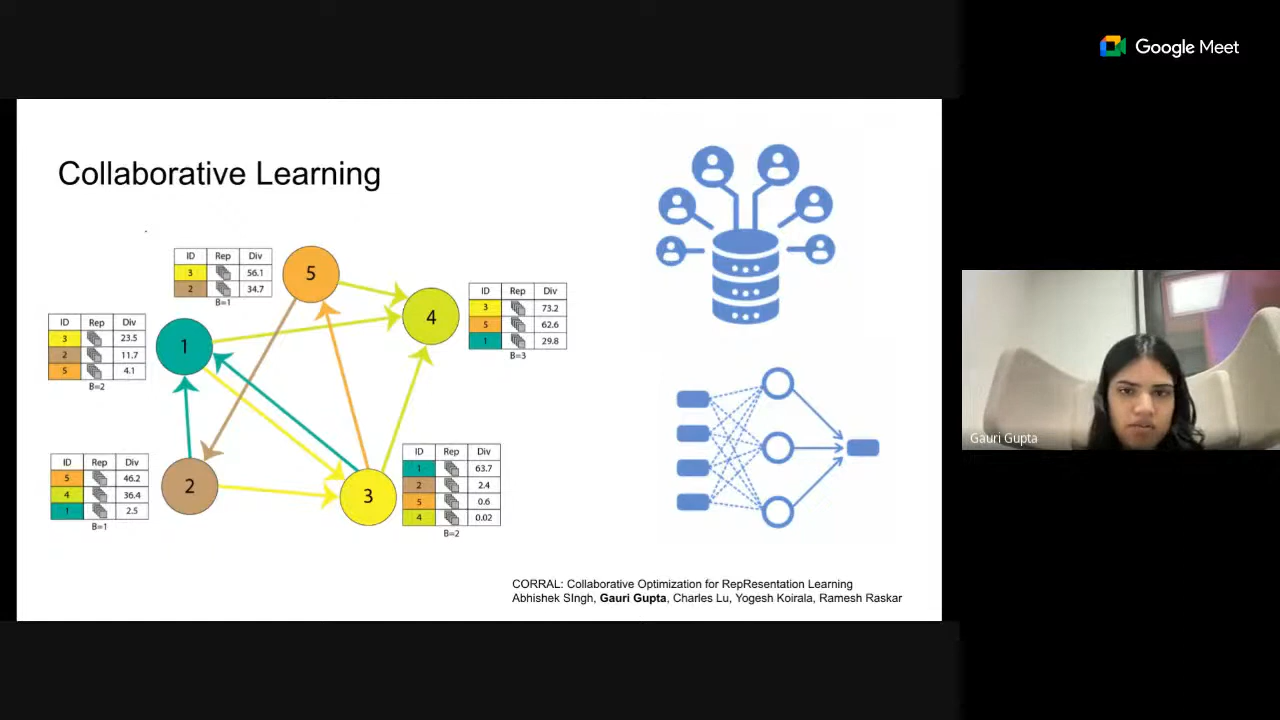 Google Meet
Collaborative Learning
ID Rep Div
3 56.1
2 34.7
B=1
5
ID Rep Div
3 23.5
2 11.7
5 4.1
B=2
1
4
ID Rep Div
3 73.2
5 62.6
1 29.8
B=3
ID Rep Div
5 46.2
4 36.4
1 2.5
B=1
2
3
ID Rep Div
1 63.7
2 2.4
5 0.6
4 0.02
B=2
Gauri Gupta
CORRAL: Collaborative Optimization for RepResentation Learning
Abhishek SIngh, Gauri Gupta, Charles Lu, Yogesh Koirala, Ramesh Raskar